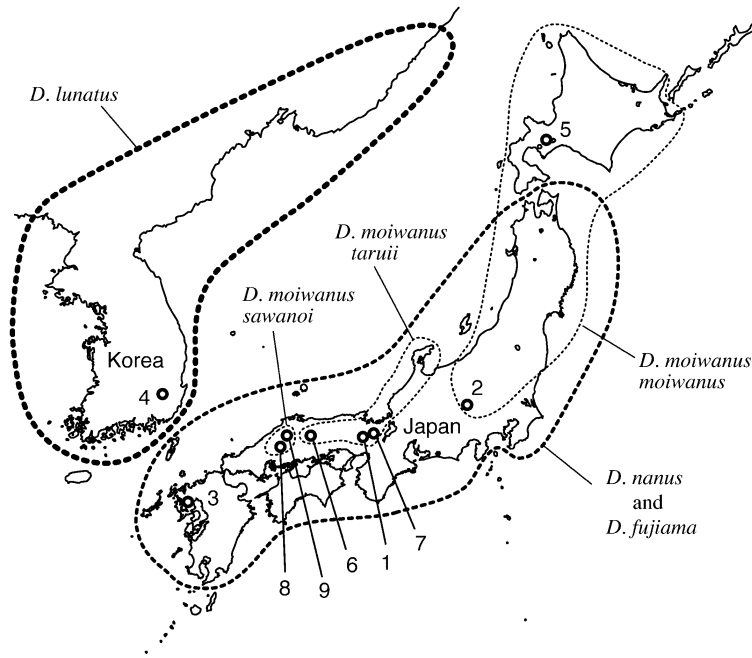 D. lunatus
5
D. moiwanus
taruii
D. moiwanus
sawanoi
Korea
4
2
D. moiwanus
moiwanus
Japan
3
D. nanus
and
D. fujiama
8
9
6
1
7